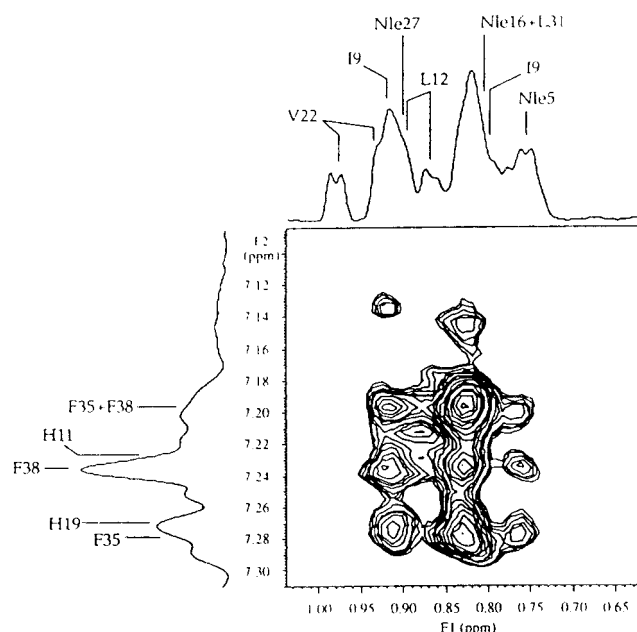 Nle27
Nle16+L31
I9
L12
I9
V22
Nle5
F2
(ppm)
7.12
7.14
7.16
7.18
F35+F38
7.20
H11
7.22
F38
7.24
7.26
H19
F35
7.28
7.30
1.00 0.95 0.90 0.85 0.80 0.75 0.70 0.65
F1 (ppm)